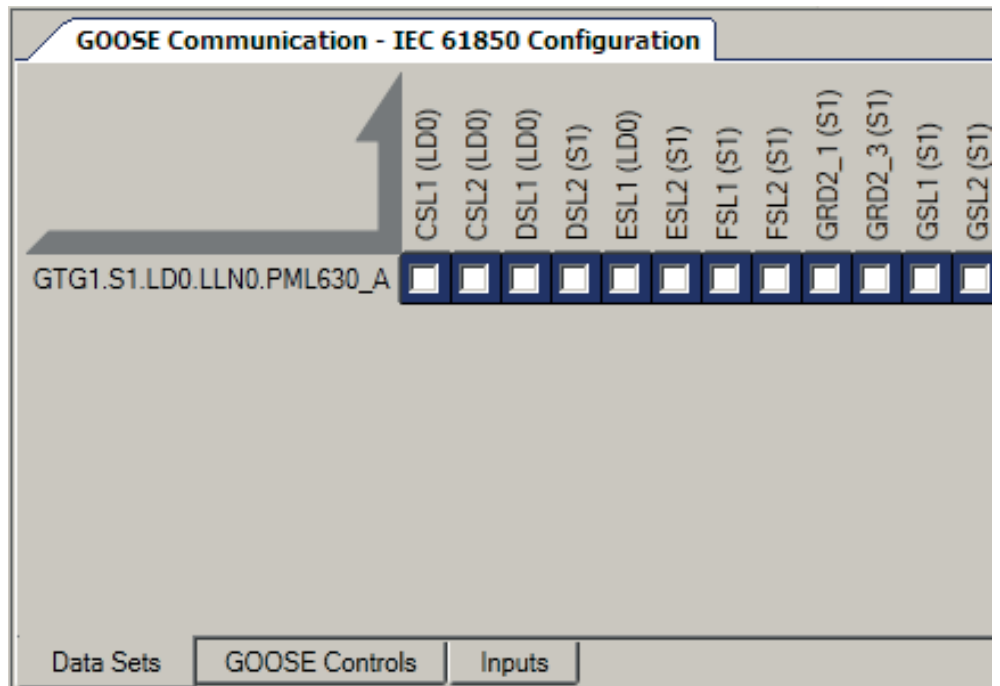 GOOSE Communication - IEC 61850 Configuration
CSL1 (LD0)
CSL2 (LD0)
DSL1 (LD0)
DSL2 (S1)
ESL1 (LD0)
ESL2 (S1)
FSL1 (S1)
FSL2 (S1)
GRD2_1 (S1)
GRD2_3 (S1)
GSL1 (S1)
GSL2 (S1)
GTG1.S1.LD0.LLN0.PML630_A
Data Sets GOOSE Controls Inputs